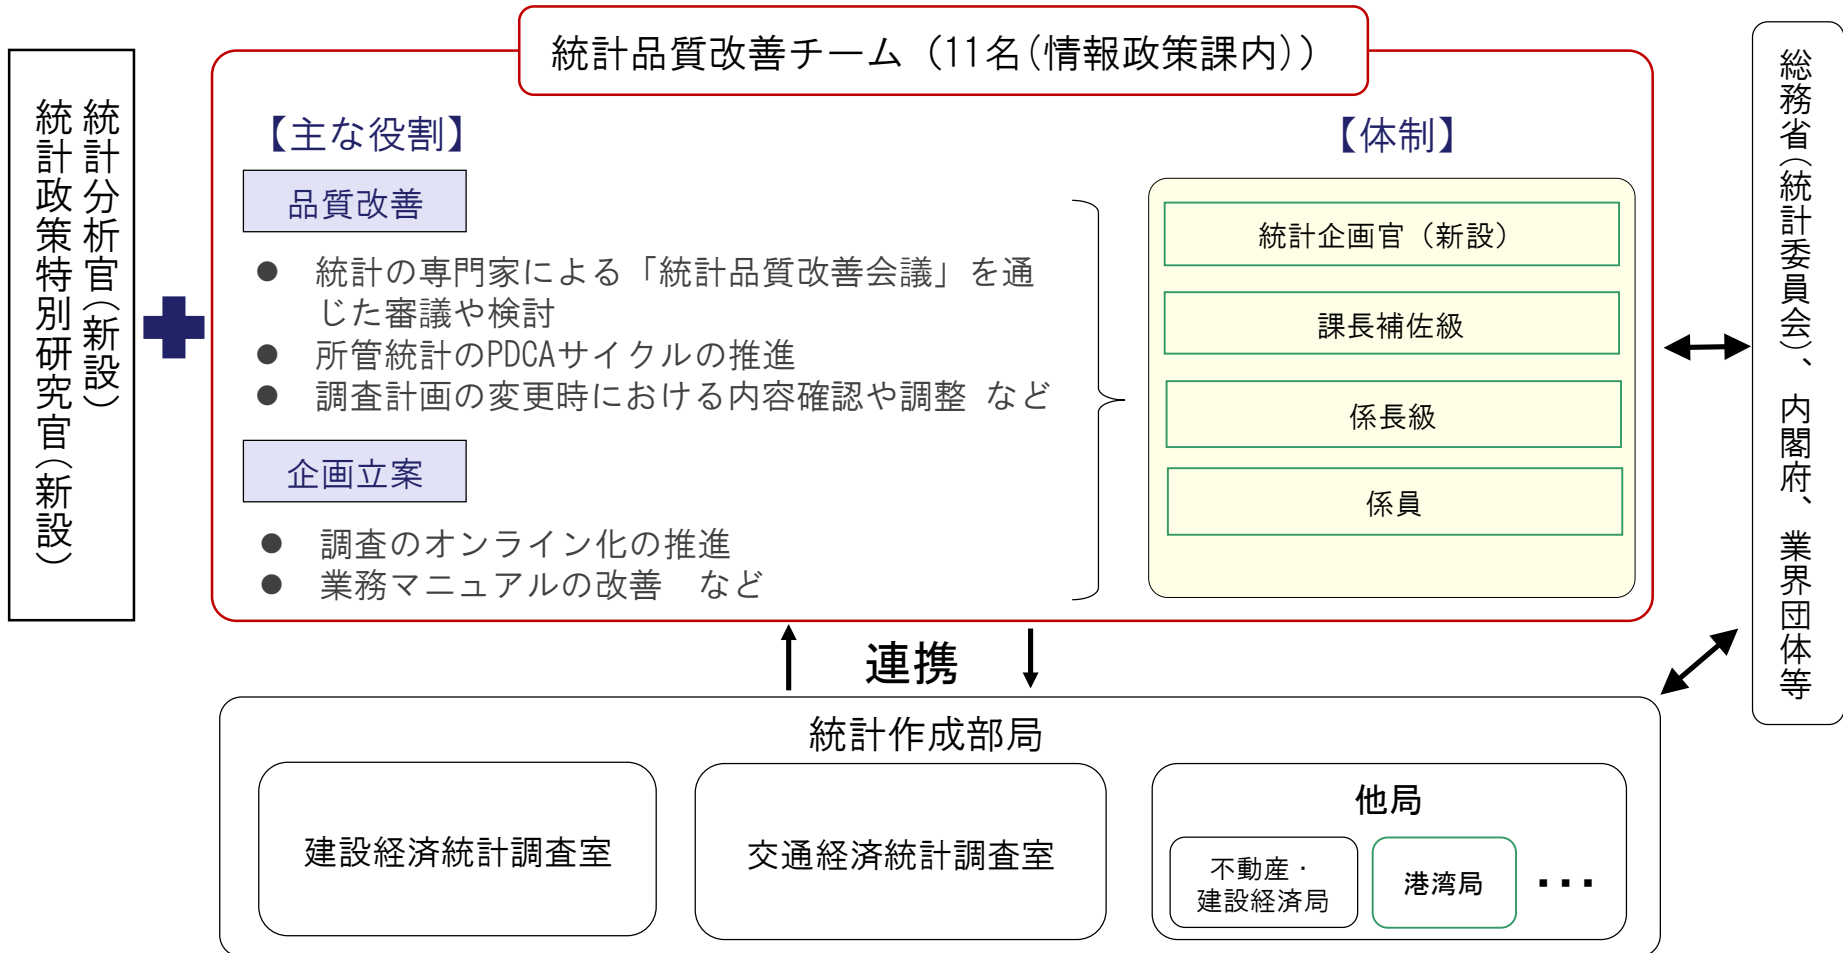 統計品質改善チーム（11名(情報政策課内)）
統計分析官(新設)
統計政策特別研究官(新設)
【主な役割】
品質改善
● 統計の専門家による「統計品質改善会議」を通
じた審議や検討
● 所管統計のPDCAサイクルの推進
● 調査計画の変更時における内容確認や調整 など
企画立案
● 調査のオンライン化の推進
● 業務マニュアルの改善　など
【体制】
統計企画官（新設）
課長補佐級
係長級
係員
総務省(統計委員会)、内閣府、業界団体等
連携
統計作成部局
建設経済統計調査室
交通経済統計調査室
他局
不動産・
建設経済局
港湾局
・・・